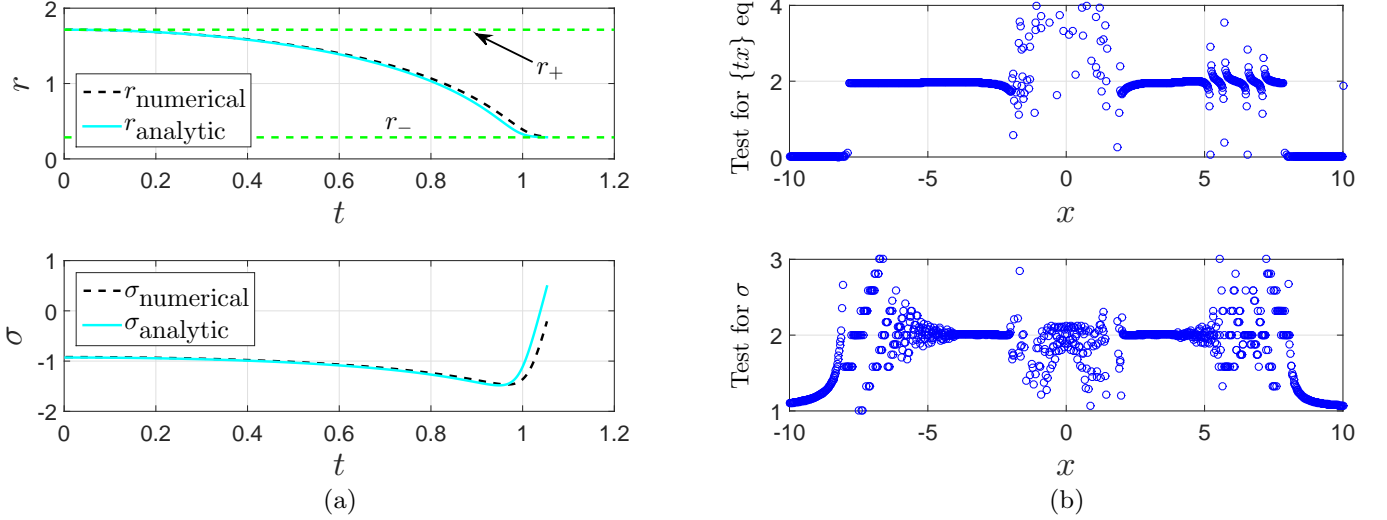 2
1
0
r
r₊
r₋
r_numerical
r_analytic
0 0.2 0.4 0.6 0.8 1 1.2
t
1
0
-1
-2
σ
σ_numerical
σ_analytic
0 0.2 0.4 0.6 0.8 1 1.2
t
(a)
4
2
0
Test for {tx} eq
-10 -5 0 5 10
x
3
2
1
Test for σ
-10 -5 0 5 10
x
(b)